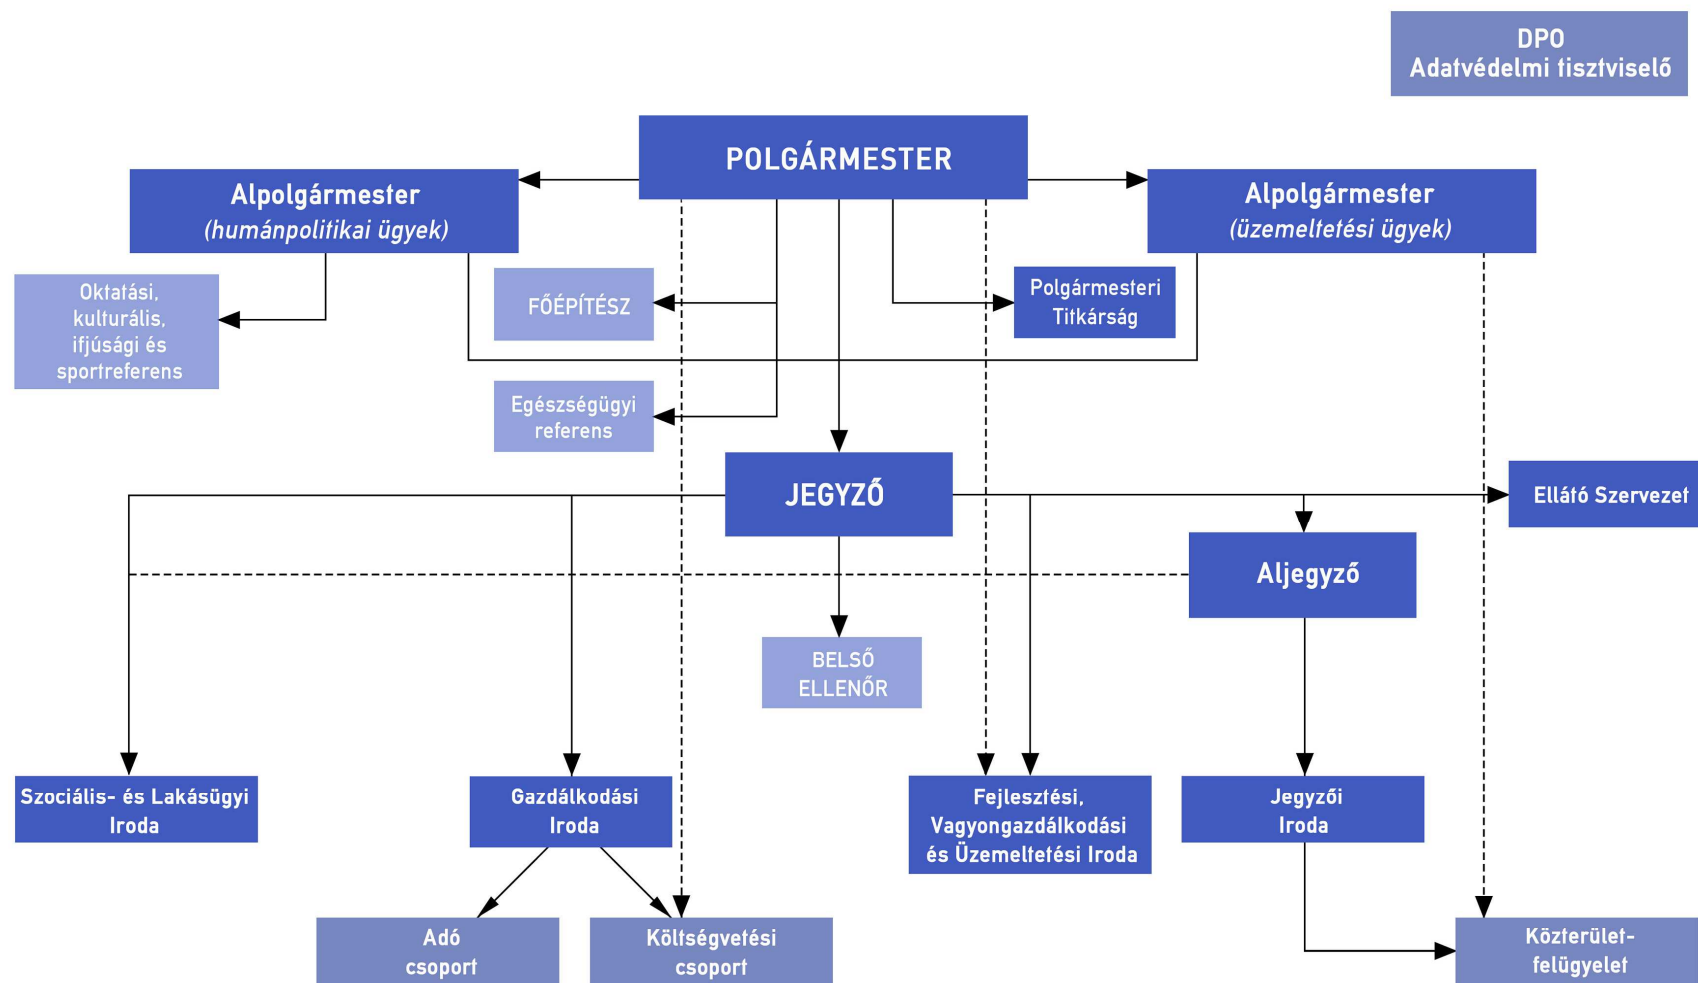 DPO
Adatvédelmi tisztviselő
POLGÁRMESTER
Alpolgármester
(humánpolitikai ügyek)
Alpolgármester
(üzemeltetési ügyek)
Oktatási,
kulturális,
ifjúsági és
sportreferens
FŐÉPÍTÉSZ
Polgármesteri
Titkárság
Egészségügyi
referens
JEGYZŐ
Ellátó Szervezet
Aljegyző
BELSŐ
ELLENŐR
Szociális- és Lakásügyi
Iroda
Gazdálkodási
Iroda
Fejlesztési,
Vagyongazdálkodási
és Üzemeltetési Iroda
Jegyzői
Iroda
Adó
csoport
Költségvetési
csoport
Közterület-
felügyelet